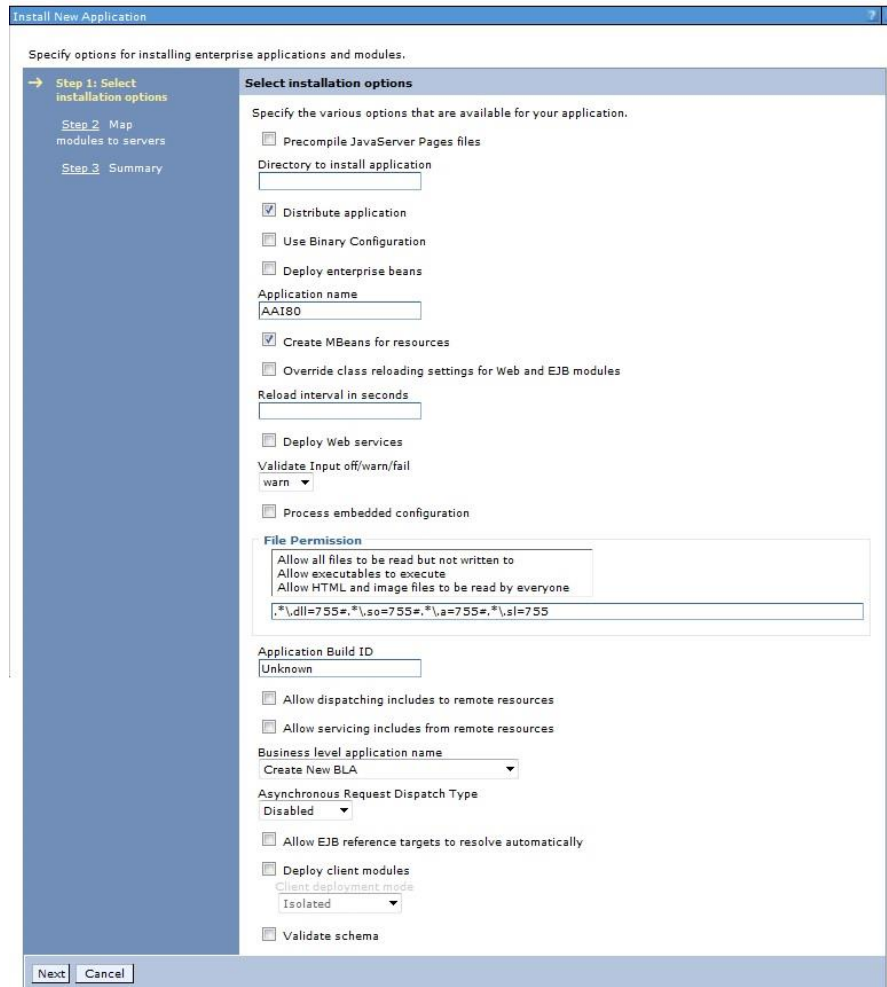 Install New Application ?
Specify options for installing enterprise applications and modules.
→ Step 1: Select
installation options
Step 2 Map
modules to servers
Step 3 Summary
Select installation options
Specify the various options that are available for your application.
Precompile JavaServer Pages files
Directory to install application
Distribute application
Use Binary Configuration
Deploy enterprise beans
Application name
AAI80
Create MBeans for resources
Override class reloading settings for Web and EJB modules
Reload interval in seconds
Deploy Web services
Validate Input off/warn/fail
warn
Process embedded configuration
File Permission
Allow all files to be read but not written to
Allow executables to execute
Allow HTML and image files to be read by everyone
.*\.dll=755#.*\.so=755#.*\.a=755#.*\.sl=755
Application Build ID
Unknown
Allow dispatching includes to remote resources
Allow servicing includes from remote resources
Business level application name
Create New BLA
Asynchronous Request Dispatch Type
Disabled
Allow EJB reference targets to resolve automatically
Deploy client modules
Client deployment mode
Isolated
Validate schema
Next Cancel